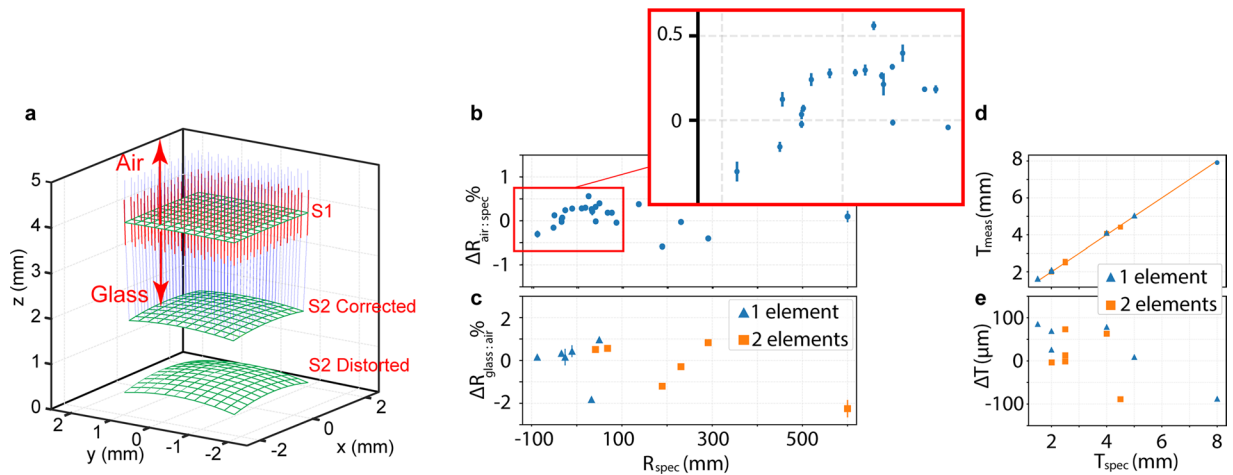 a
Air
Glass
S1
S2 Corrected
S2 Distorted
5
4
3
2
1
0
z (mm)
2
1
0
-1
-2
y (mm)
-2
0
2
x (mm)
b
0.5
0
1
0
-1
ΔR air : spec %
c
1 element
2 elements
2
0
-2
ΔR glass : air %
-100
100
300
500
R spec (mm)
d
8
6
4
2
T meas (mm)
1 element
2 elements
e
100
0
-100
ΔT (μm)
2
4
6
8
T spec (mm)